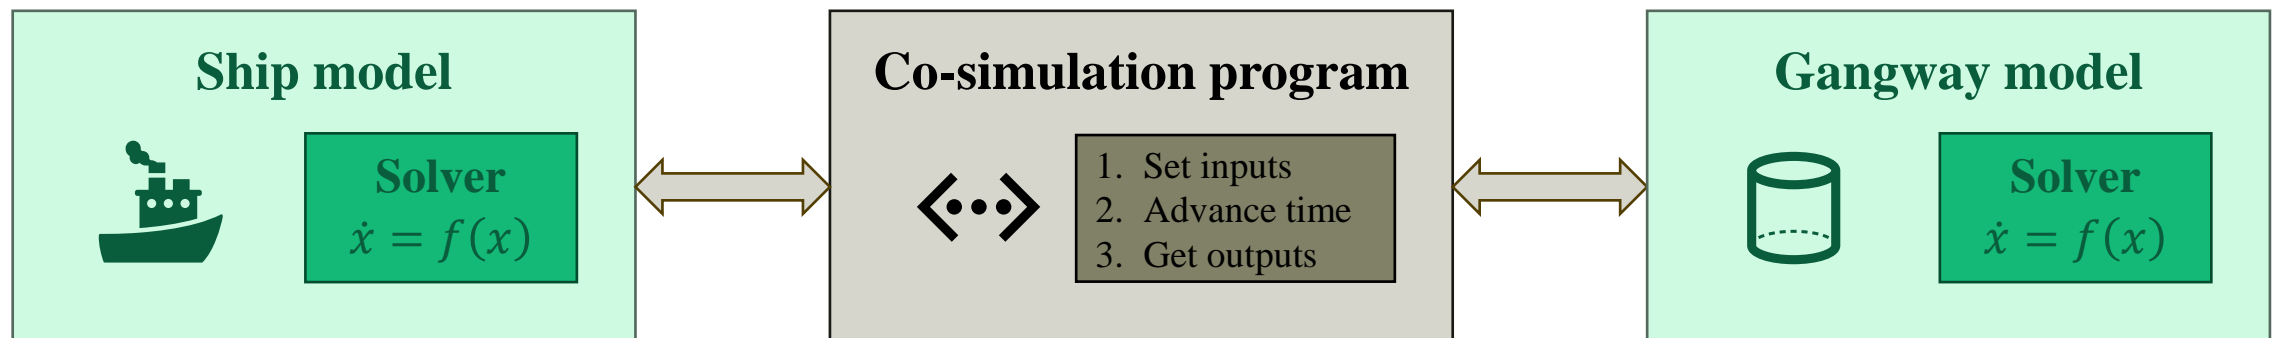 Ship model
Solver
ẋ = f(x)
Co-simulation program
1. Set inputs
2. Advance time
3. Get outputs
Gangway model
Solver
ẋ = f(x)